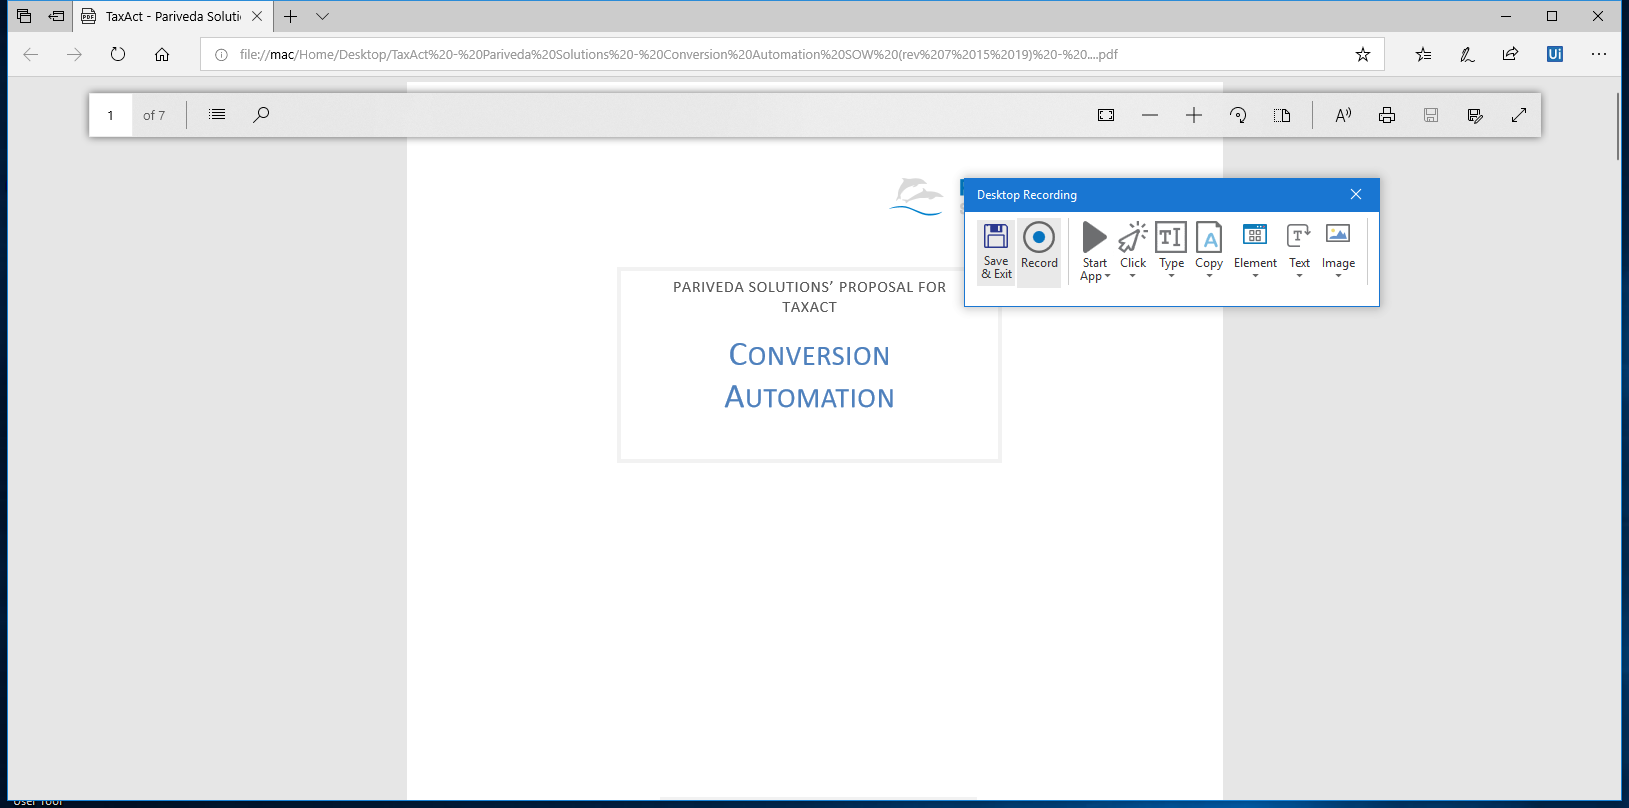 TaxAct - Pariveda Soluti
file://mac/Home/Desktop/TaxAct%20-%20Pariveda%20Solutions%20-%20Conversion%20Automation%20SOW%20(rev%207%2015%2019)%20-%20....pdf
Ui
1 of 7
Desktop Recording
Save & Exit
Record
Start App
Click
Type
Copy
Element
Text
Image
PARIVEDA SOLUTIONS’ PROPOSAL FOR
TAXACT
CONVERSION
AUTOMATION
User Tool